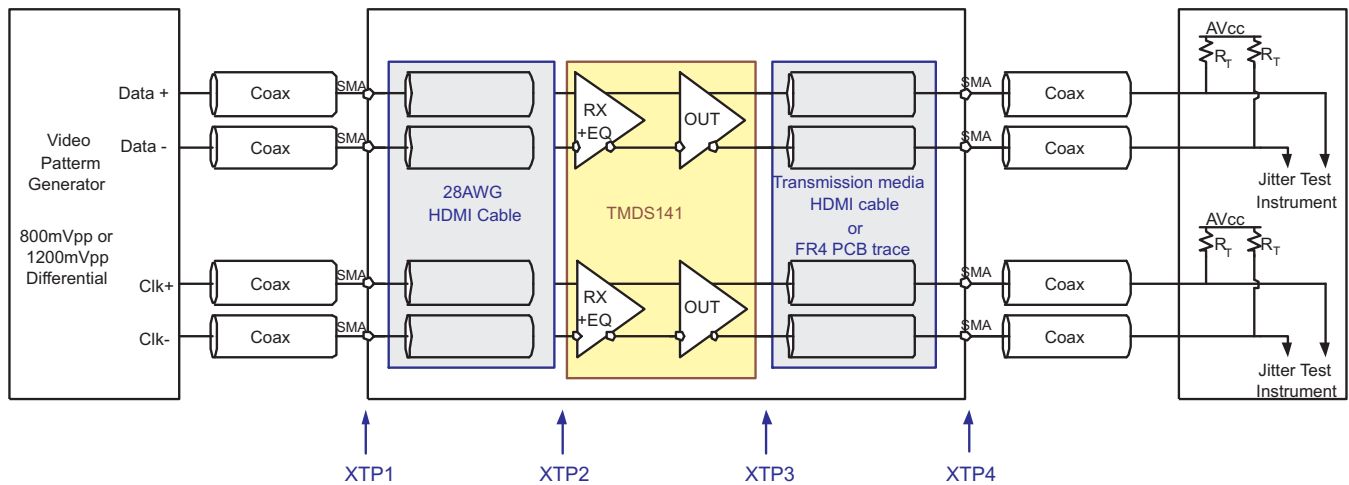 Video
Patterm
Generator
800mVpp or
1200mVpp
Differential
Data +
Data -
Clk+
Clk-
Coax
Coax
Coax
Coax
SMA
SMA
SMA
SMA
28AWG
HDMI Cable
RX
+EQ
OUT
TMDS141
RX
+EQ
OUT
Transmission media
HDMI cable
or
FR4 PCB trace
SMA
SMA
SMA
SMA
Coax
Coax
Coax
Coax
AVcc
RT
RT
Jitter Test
Instrument
AVcc
RT
RT
Jitter Test
Instrument
XTP1
XTP2
XTP3
XTP4